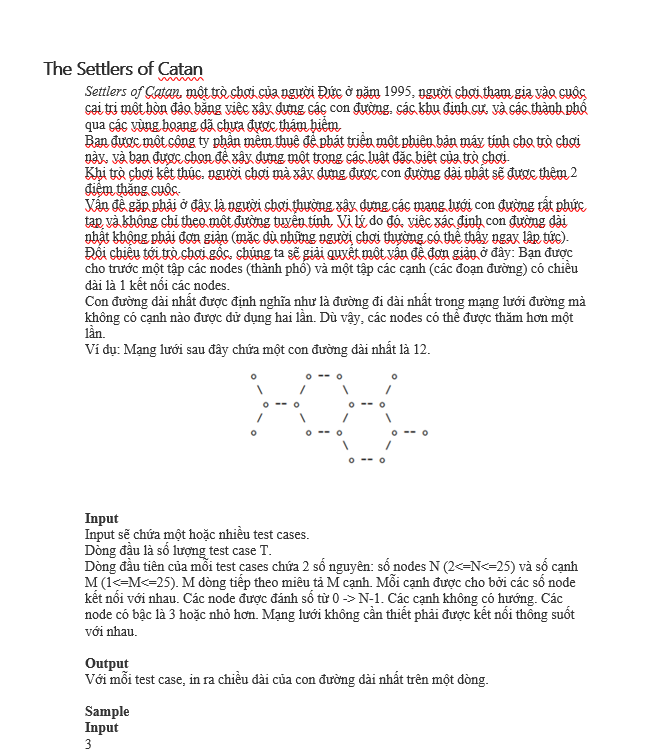 The Settlers of Catan
Settlers of Catan, một trò chơi của người Đức ở năm 1995, người chơi tham gia vào cuộc
cai trị một hòn đảo bằng việc xây dựng các con đường, các khu định cư, và các thành phố
qua các vùng hoang dã chưa được thám hiểm.
Bạn được một công ty phần mềm thuê để phát triển một phiên bản máy tính cho trò chơi
này, và bạn được chọn để xây dựng một trong các luật đặc biệt của trò chơi.
Khi trò chơi kết thúc, người chơi mà xây dựng được con đường dài nhất sẽ được thêm 2
điểm thắng cuộc.
Vấn đề gặp phải ở đây là người chơi thường xây dựng các mạng lưới con đường rất phức
tạp và không chỉ theo một đường tuyến tính. Vì lý do đó, việc xác định con đường dài
nhất không phải đơn giản (mặc dù những người chơi thường có thể thấy ngay lập tức).
Đối chiếu tới trò chơi gốc, chúng ta sẽ giải quyết một vấn đề đơn giản ở đây: Bạn được
cho trước một tập các nodes (thành phố) và một tập các cạnh (các đoạn đường) có chiều
dài là 1 kết nối các nodes.
Con đường dài nhất được định nghĩa như là đường đi dài nhất trong mạng lưới đường mà
không có cạnh nào được dử dụng hai lần. Dù vậy, các nodes có thể được thăm hơn một
lần.
Ví dụ: Mạng lưới sau đây chứa một con đường dài nhất là 12.
o o -- o o
\ / \ /
o -- o o -- o
/ \ / \
o o -- o o -- o
\ /
o -- o
Input
Input sẽ chứa một hoặc nhiều test cases.
Dòng đầu là số lượng test case T.
Dòng đầu tiên của mỗi test cases chứa 2 số nguyên: số nodes N (2<=N<=25) và số cạnh
M (1<=M<=25). M dòng tiếp theo miêu tả M cạnh. Mỗi cạnh được cho bởi các số node
kết nối với nhau. Các node được đánh số từ 0 -> N-1. Các cạnh không có hướng. Các
node có bậc là 3 hoặc nhỏ hơn. Mạng lưới không cần thiết phải được kết nối thông suốt
với nhau.
Output
Với mỗi test case, in ra chiều dài của con đường dài nhất trên một dòng.
Sample
Input
3